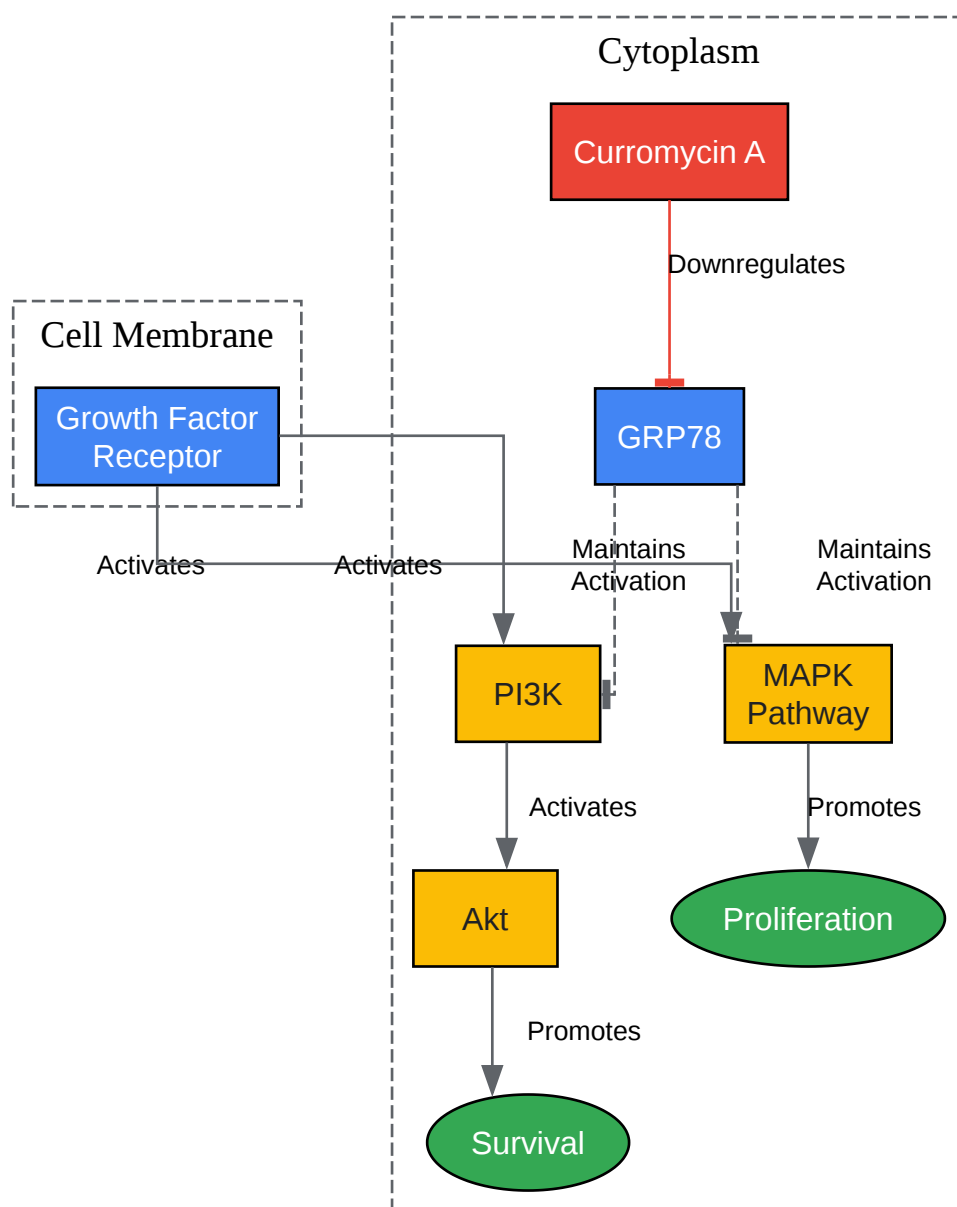 Cytoplasm
Curromycin A
Downregulates
Cell Membrane
Growth Factor
Receptor
GRP78
Activates
Activates
Maintains
Activation
Maintains
Activation
PI3K
MAPK
Pathway
Activates
Promotes
Akt
Proliferation
Promotes
Survival